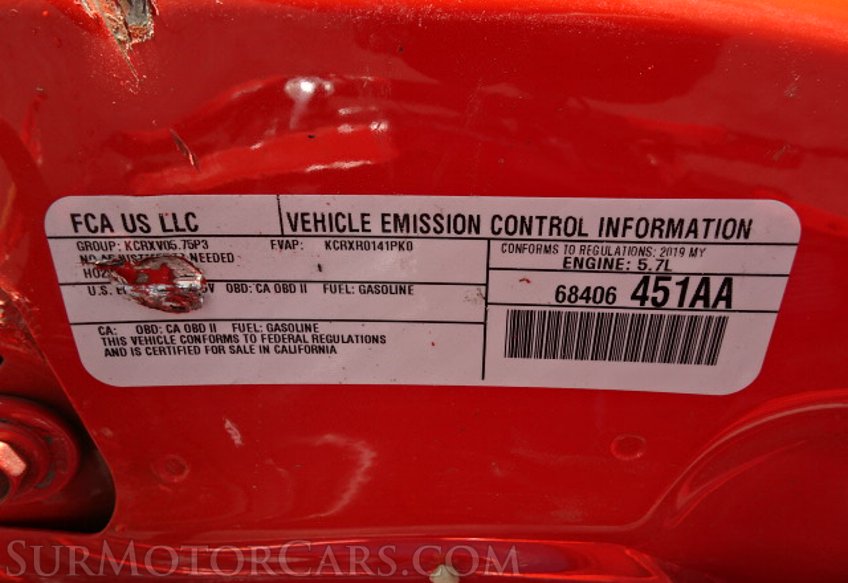 FCA US LLC
VEHICLE EMISSION CONTROL INFORMATION
GROUP: KCRXV05.75P3 EVAP: KCRXR0141PK0
NEEDED
U.S. OBD: CA OBD II FUEL: GASOLINE
CA: OBD: CA OBD II FUEL: GASOLINE
THIS VEHICLE CONFORMS TO FEDERAL REGULATIONS
AND IS CERTIFIED FOR SALE IN CALIFORNIA
CONFORMS TO REGULATIONS: 2019 MY
ENGINE: 5.7L
68406 451AA
SURMOTORCARS.COM